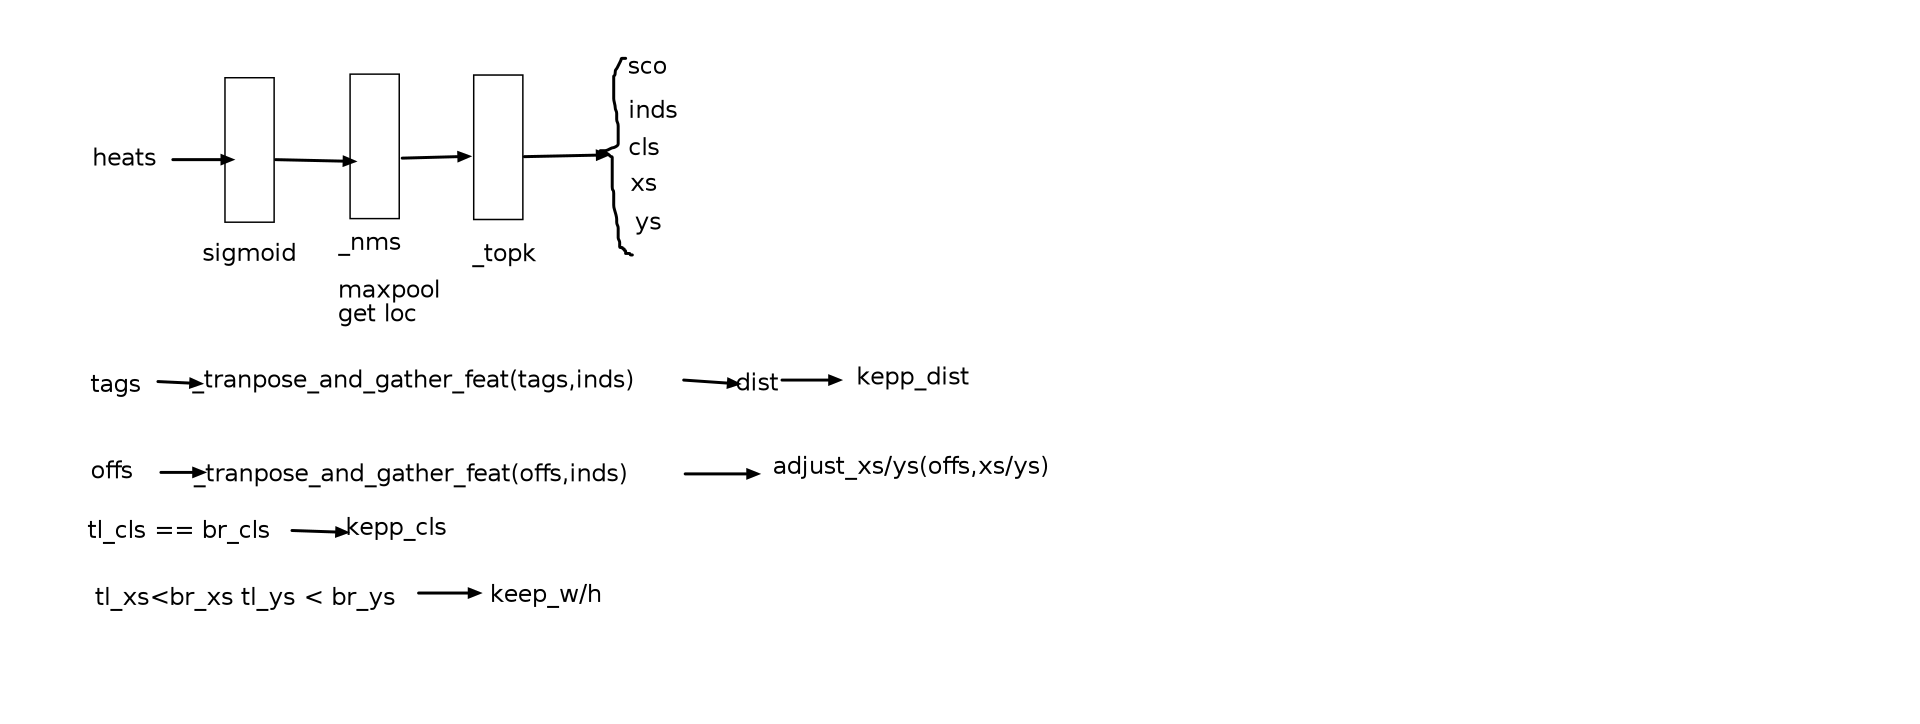 sco
inds
cls
heats
xs
ys
sigmoid
_nms
_topk
maxpool
get loc
tags
_tranpose_and_gather_feat(tags,inds)
dist
kepp_dist
offs
_tranpose_and_gather_feat(offs,inds)
adjust_xs/ys(offs,xs/ys)
tl_cls == br_cls
kepp_cls
tl_xs<br_xs tl_ys < br_ys
keep_w/h